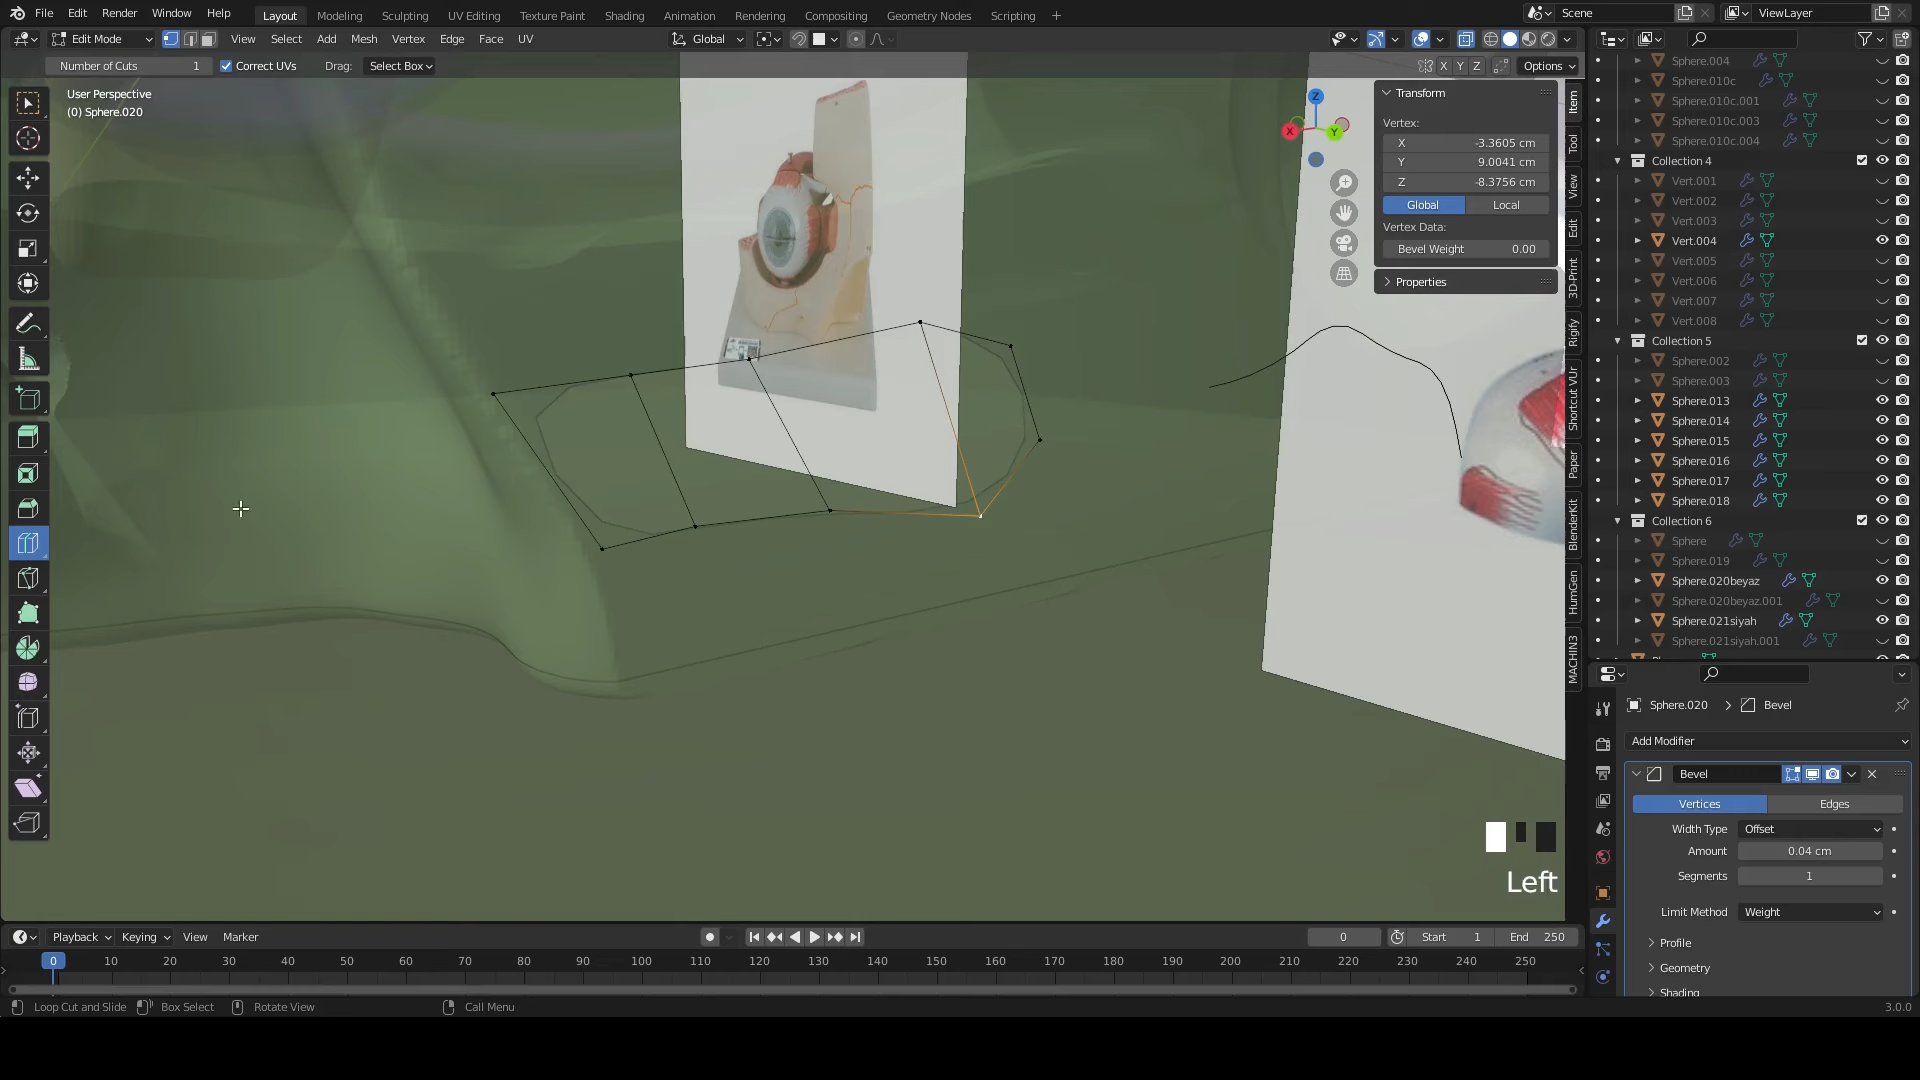 File Edit Render Window Help Layout Modeling Sculpting UV Editing Texture Paint Shading Animation Rendering Compositing Geometry Nodes Scripting + Scene ViewLayer
Edit Mode View Select Add Mesh Vertex Edge Face UV Global
Number of Cuts 1 Correct UVs Drag: Select Box X Y Z Options
User Perspective
(0) Sphere.020
Z
X
Y
Transform
Vertex:
X -3.3605 cm
Y 9.0041 cm
Z -8.3756 cm
Global Local
Vertex Data:
Bevel Weight 0.00
Properties
Item
Tool
View
Edit
3D-Print
Rigify
Shortcut VUr
Paper
BlenderKit
HumGen
MACHIN3
Sphere.004
Sphere.010c
Sphere.010c.001
Sphere.010c.003
Sphere.010c.004
Collection 4
Vert.001
Vert.002
Vert.003
Vert.004
Vert.005
Vert.006
Vert.007
Vert.008
Collection 5
Sphere.002
Sphere.003
Sphere.013
Sphere.014
Sphere.015
Sphere.016
Sphere.017
Sphere.018
Collection 6
Sphere
Sphere.019
Sphere.020beyaz
Sphere.020beyaz.001
Sphere.021siyah
Sphere.021siyah.001
Sphere.020 Bevel
Add Modifier
Bevel
Vertices Edges
Width Type Offset
Amount 0.04 cm
Segments 1
Limit Method Weight
Profile
Geometry
Shading
Left
Playback Keying View Marker 0 Start 1 End 250
0 10 20 30 40 50 60 70 80 90 100 110 120 130 140 150 160 170 180 190 200 210 220 230 240 250
Loop Cut and Slide Box Select Rotate View Call Menu 3.0.0